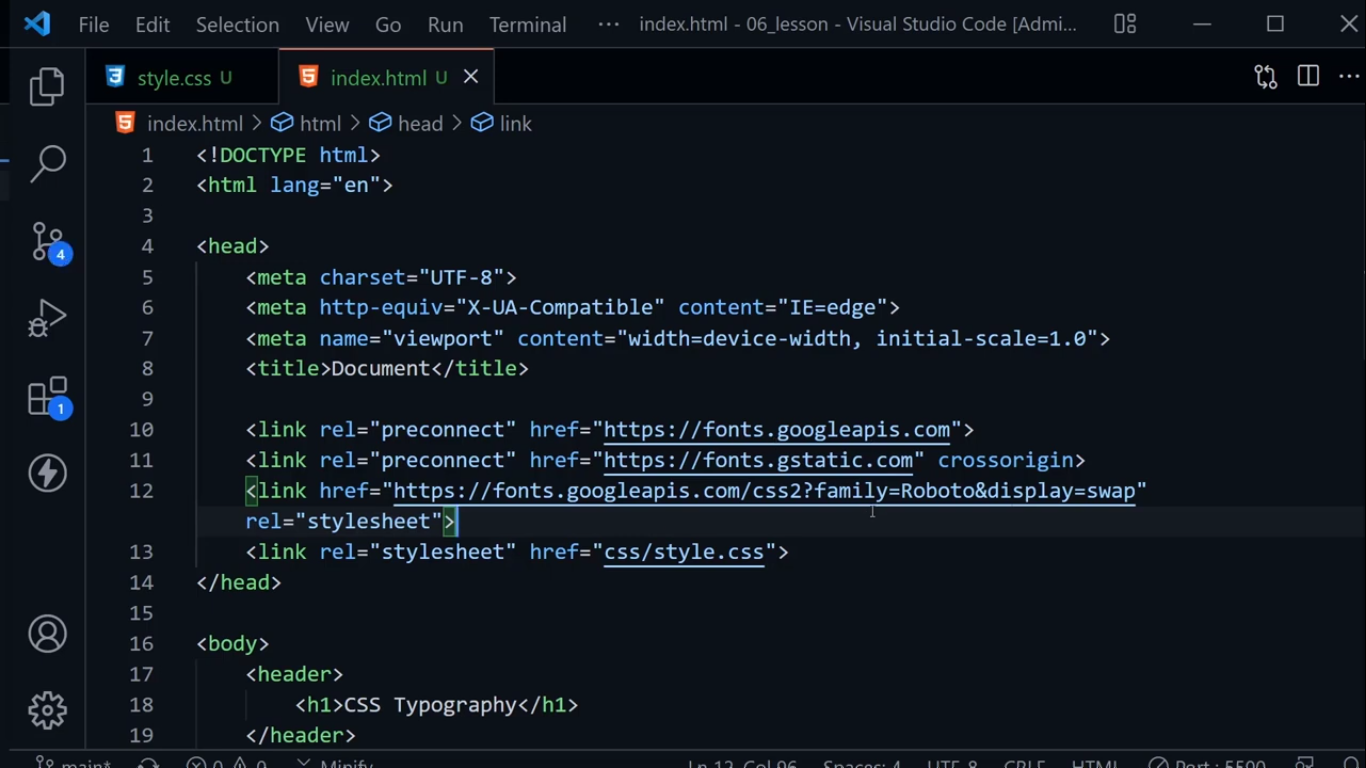 File Edit Selection View Go Run Terminal ··· index.html - 06_lesson - Visual Studio Code [Admi...
style.css U index.html U
index.html > html > head > link
1 <!DOCTYPE html>
2 <html lang="en">
3
4 <head>
5 <meta charset="UTF-8">
6 <meta http-equiv="X-UA-Compatible" content="IE=edge">
7 <meta name="viewport" content="width=device-width, initial-scale=1.0">
8 <title>Document</title>
9
10 <link rel="preconnect" href="https://fonts.googleapis.com">
11 <link rel="preconnect" href="https://fonts.gstatic.com" crossorigin>
12 <link href="https://fonts.googleapis.com/css2?family=Roboto&display=swap"
rel="stylesheet">
13 <link rel="stylesheet" href="css/style.css">
14 </head>
15
16 <body>
17 <header>
18 <h1>CSS Typography</h1>
19 </header>
4
1
main* 0 0 Minify Ln 12, Col 96 Spaces: 4 UTF-8 CRLF HTML Port : 5500